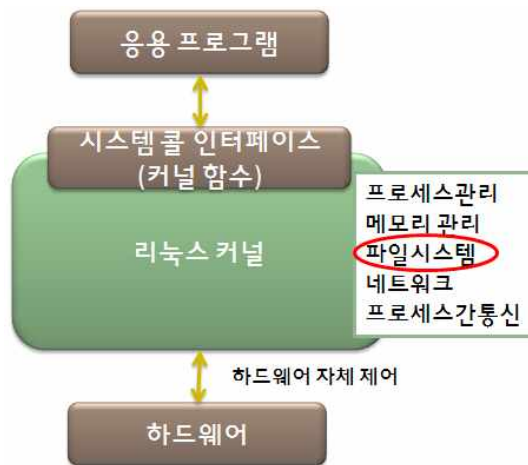 응용 프로그램
시스템 콜 인터페이스
(커널 함수)
리눅스 커널
프로세스관리
메모리 관리
파일시스템
네트워크
프로세스간통신
하드웨어 자체 제어
하드웨어